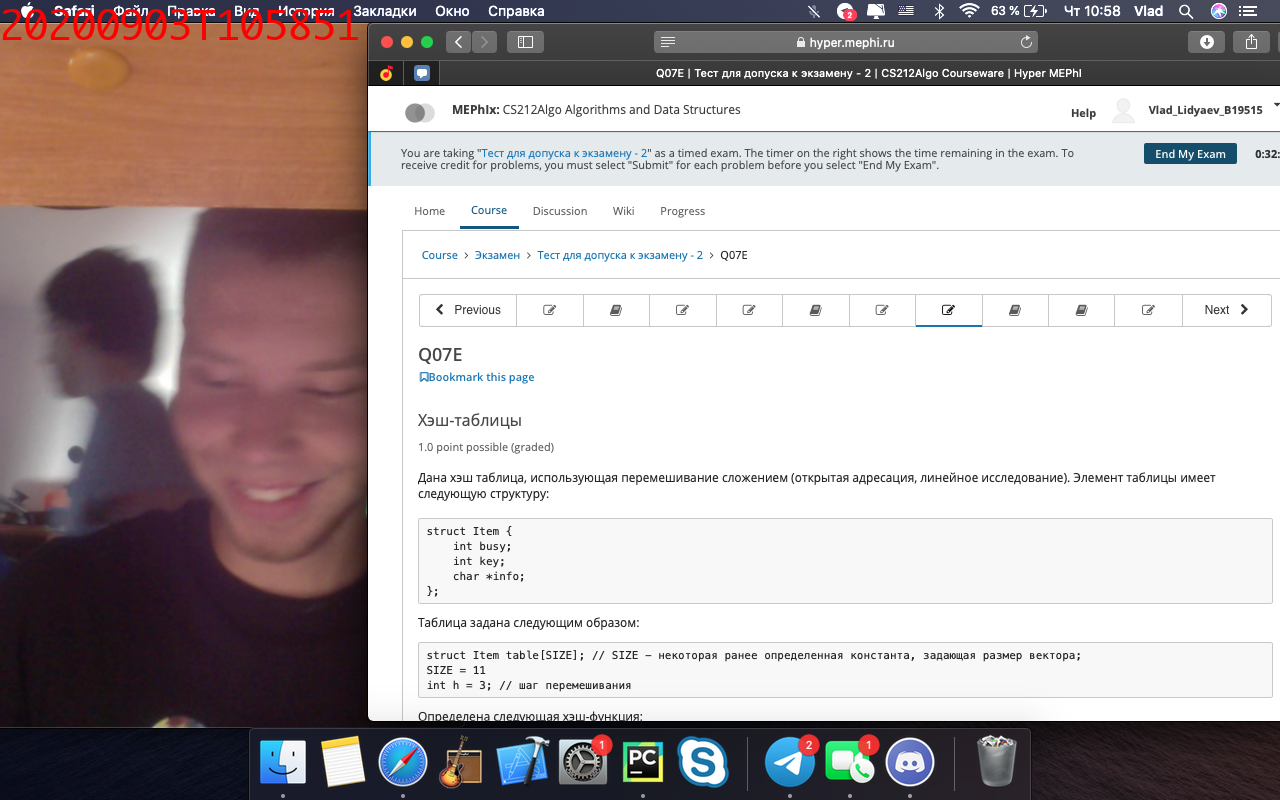 Safari Файл Правка Вид История Закладки Окно Справка 2 63 % Чт 10:58 Vlad
20200903T105851
hyper.mephi.ru
Q07E | Тест для допуска к экзамену - 2 | CS212Algo Courseware | Hyper MEPhI
MEPhIx: CS212Algo Algorithms and Data Structures Help Vlad_Lidyaev_B19515
You are taking "Тест для допуска к экзамену - 2" as a timed exam. The timer on the right shows the time remaining in the exam. To
receive credit for problems, you must select "Submit" for each problem before you select "End My Exam".
End My Exam 0:32:
Home Course Discussion Wiki Progress
Course > Экзамен > Тест для допуска к экзамену - 2 > Q07E
Previous Next
Q07E
Bookmark this page
Хэш-таблицы
1.0 point possible (graded)
Дана хэш таблица, использующая перемешивание сложением (открытая адресация, линейное исследование). Элемент таблицы имеет
следующую структуру:
struct Item {
    int busy;
    int key;
    char *info;
};
Таблица задана следующим образом:
struct Item table[SIZE]; // SIZE — некоторая ранее определенная константа, задающая размер вектора;
SIZE = 11
int h = 3; // шаг перемешивания
Определена следующая хэш-функция:
1 PC 2 1